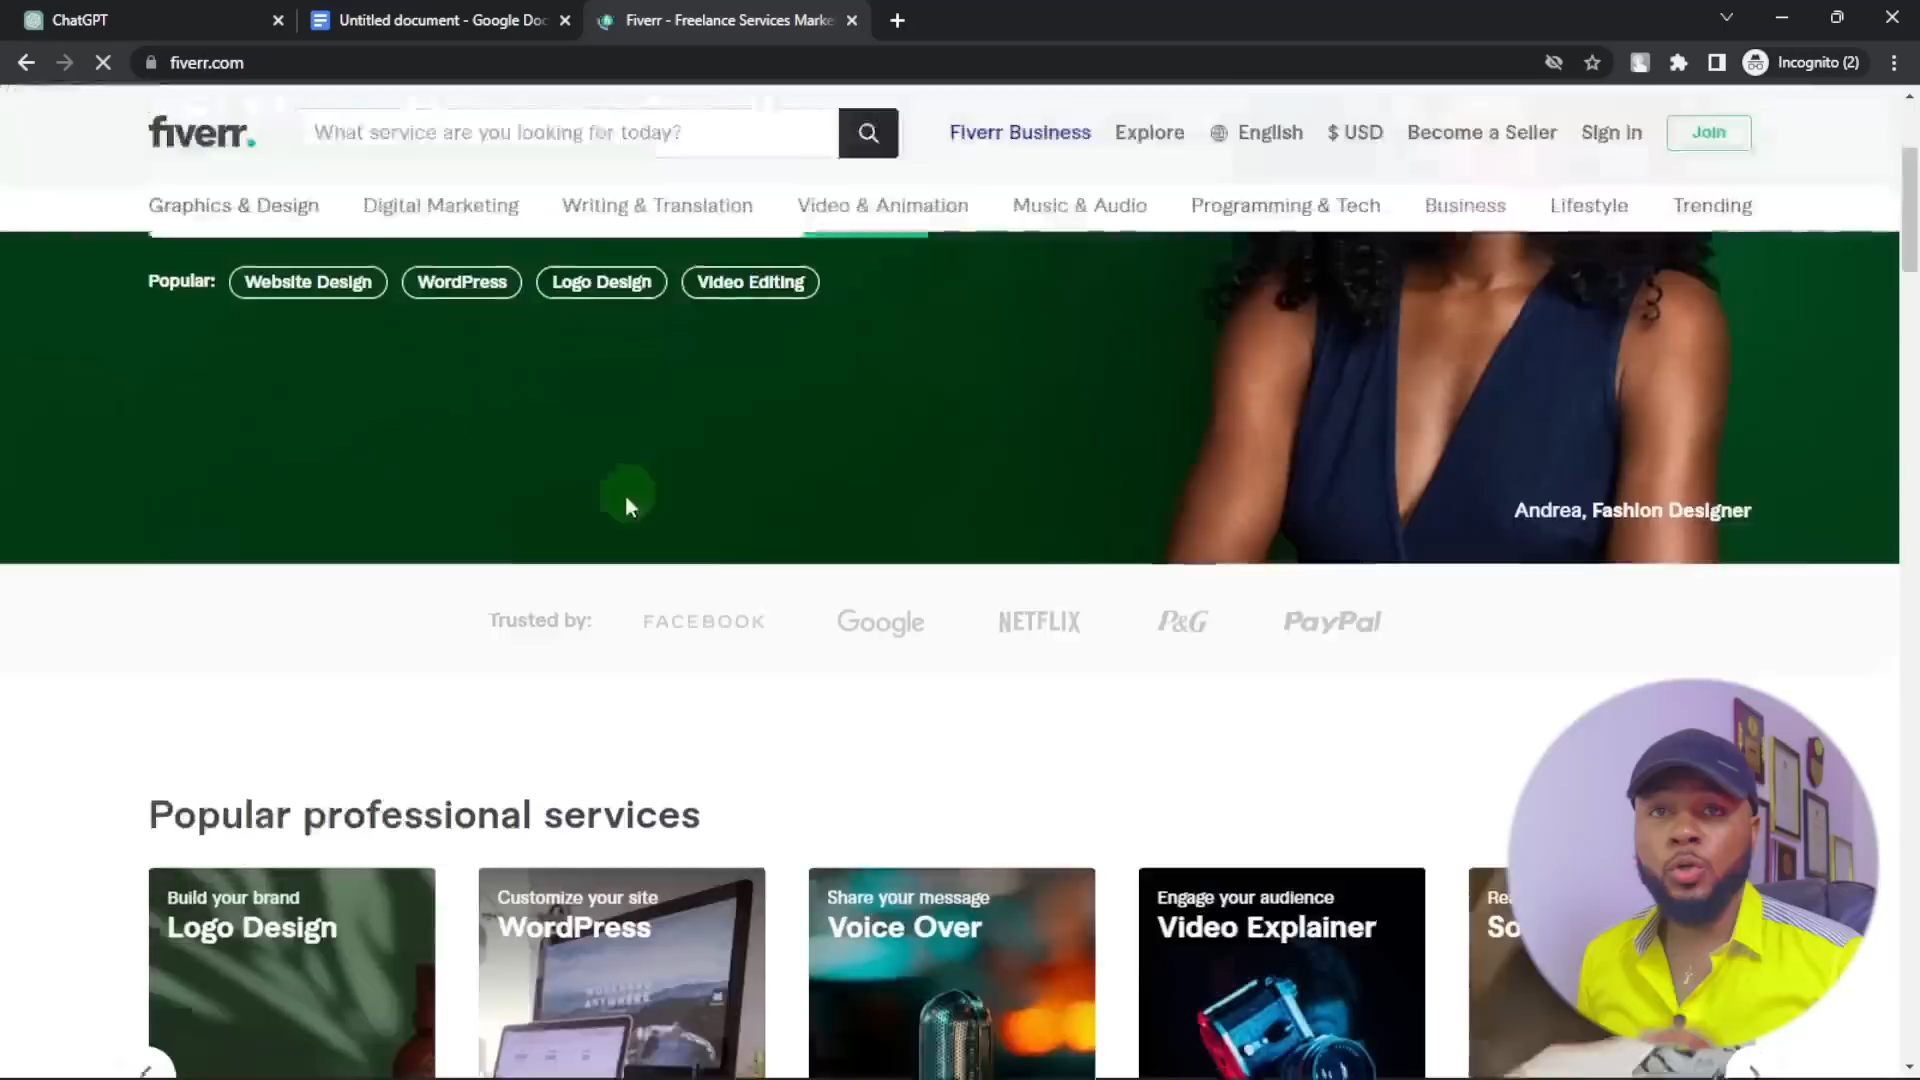 ChatGPT
Untitled document - Google Doc
Fiverr - Freelance Services Marke
fiverr.com
Incognito (2)
fiverr.
What service are you looking for today?
Fiverr Business
Explore
English
$ USD
Become a Seller
Sign in
Join
Graphics & Design
Digital Marketing
Writing & Translation
Video & Animation
Music & Audio
Programming & Tech
Business
Lifestyle
Trending
Popular:
Website Design
WordPress
Logo Design
Video Editing
Andrea, Fashion Designer
Trusted by:
FACEBOOK
Google
NETFLIX
P&G
PayPal
Popular professional services
Build your brand
Logo Design
Customize your site
WordPress
Share your message
Voice Over
Engage your audience
Video Explainer
Rea
So